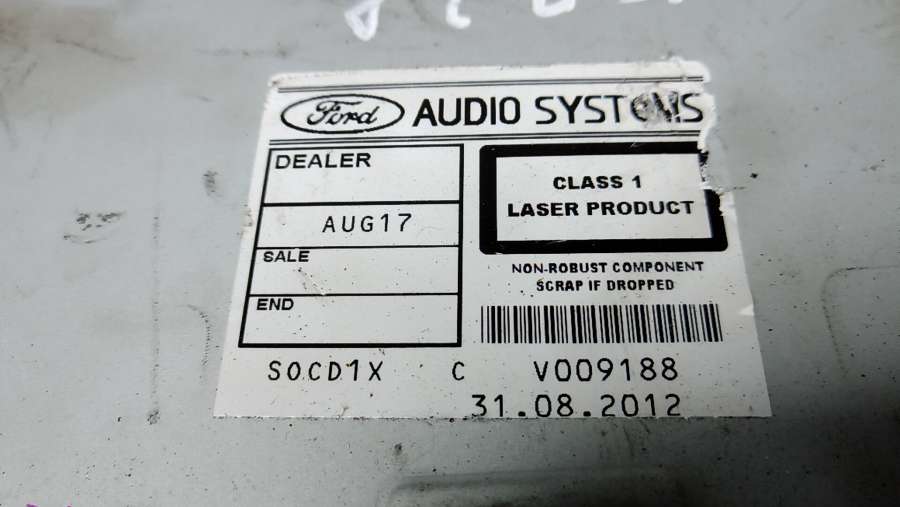 Ford AUDIO SYSTEMS
DEALER
AUG17
SALE
END
CLASS 1
LASER PRODUCT
NON-ROBUST COMPONENT
SCRAP IF DROPPED
SOCD1X C V009188
31.08.2012